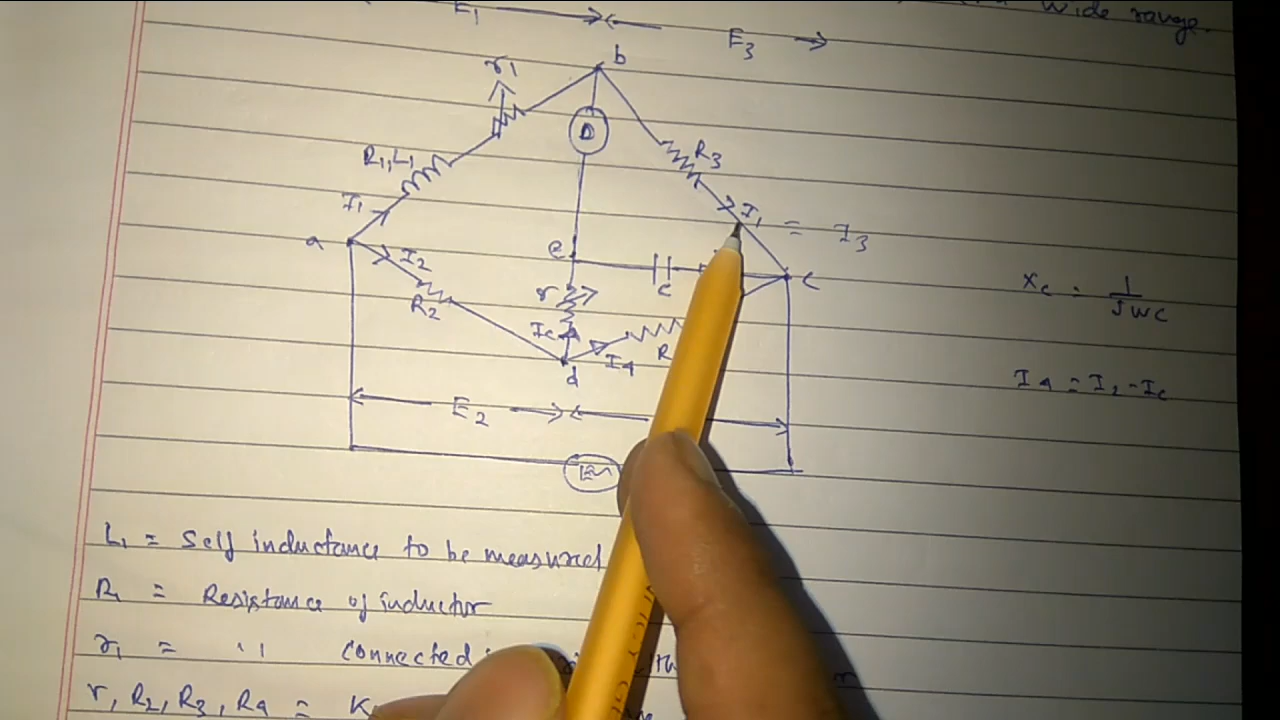 wide range.
E1
E3
b
r1
D
R1, L1
R3
I1
I1 = I3
a
e
I2
c
C
Xc = 1/jwc
r
R2
Ic
I4
R
I4 = I2 - Ic
d
E2
E~
L1 = Self inductance to be measured
R1 = Resistance of inductor
r1 = " connected
r, R2, R3, R4 =